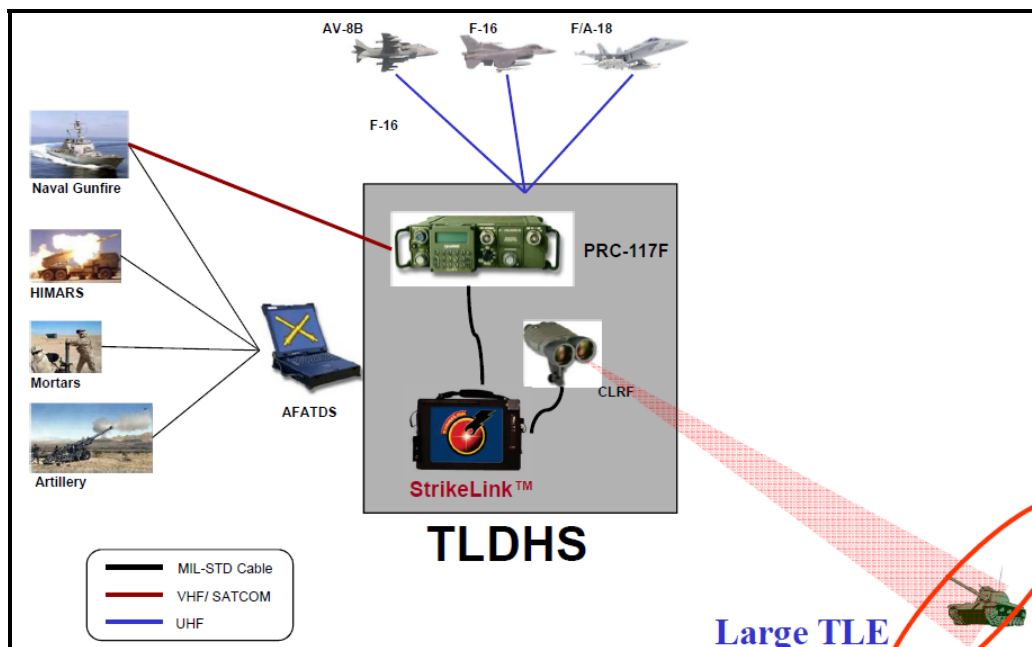 AV-8B
F-16
F/A-18
F-16
Naval Gunfire
HIMARS
Mortars
Artillery
AFATDS
PRC-117F
CLRF
StrikeLink™
TLDHS
MIL-STD Cable
VHF/ SATCOM
UHF
Large TLE